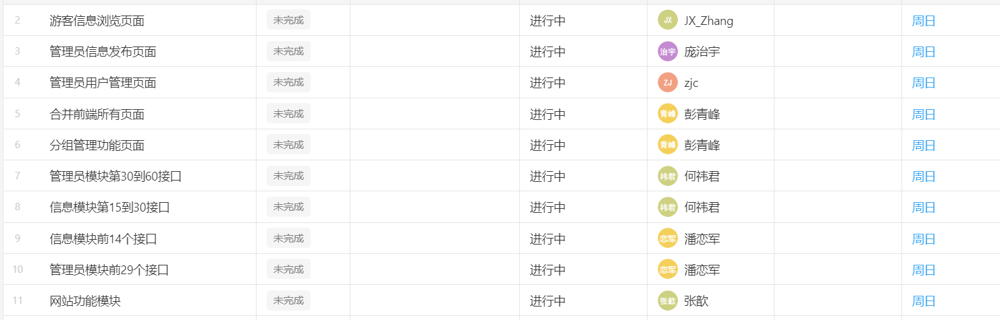 2 游客信息浏览页面 未完成 进行中 JX JX_Zhang 周日
3 管理员信息发布页面 未完成 进行中 治宇 庞治宇 周日
4 管理员用户管理页面 未完成 进行中 ZJ zjc 周日
5 合并前端所有页面 未完成 进行中 青峰 彭青峰 周日
6 分组管理功能页面 未完成 进行中 青峰 彭青峰 周日
7 管理员模块第30到60接口 未完成 进行中 祎君 何祎君 周日
8 信息模块第15到30接口 未完成 进行中 祎君 何祎君 周日
9 信息模块前14个接口 未完成 进行中 恋军 潘恋军 周日
10 管理员模块前29个接口 未完成 进行中 恋军 潘恋军 周日
11 网站功能模块 未完成 进行中 张歆 张歆 周日